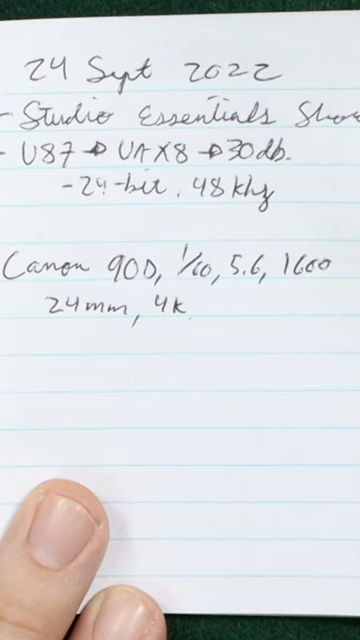 24 Sept 2022
- Studio Essentials
- U87 → UAX8 → 30db.
- 24-bit, 48 khz
Canon 90D, 1/60, 5.6, 1600
24mm, 4K